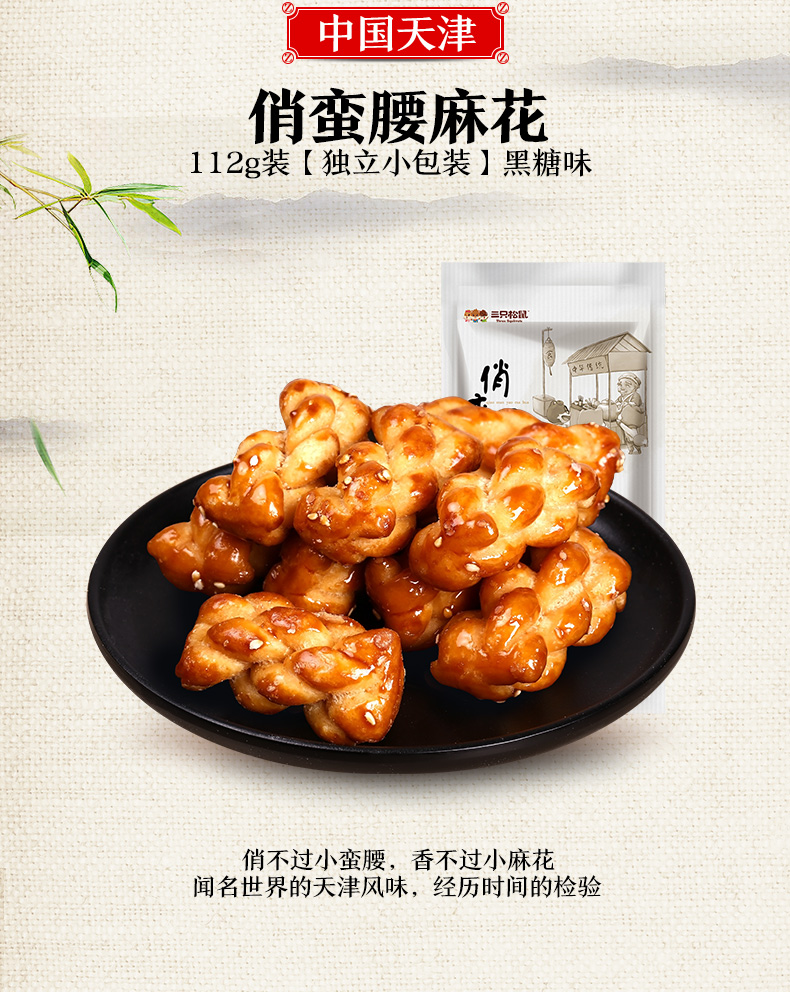 中国天津
俏蛮腰麻花
112g装【独立小包装】黑糖味
三只松鼠
Three Squirrels
俏
俏不过小蛮腰，香不过小麻花
闻名世界的天津风味，经历时间的检验